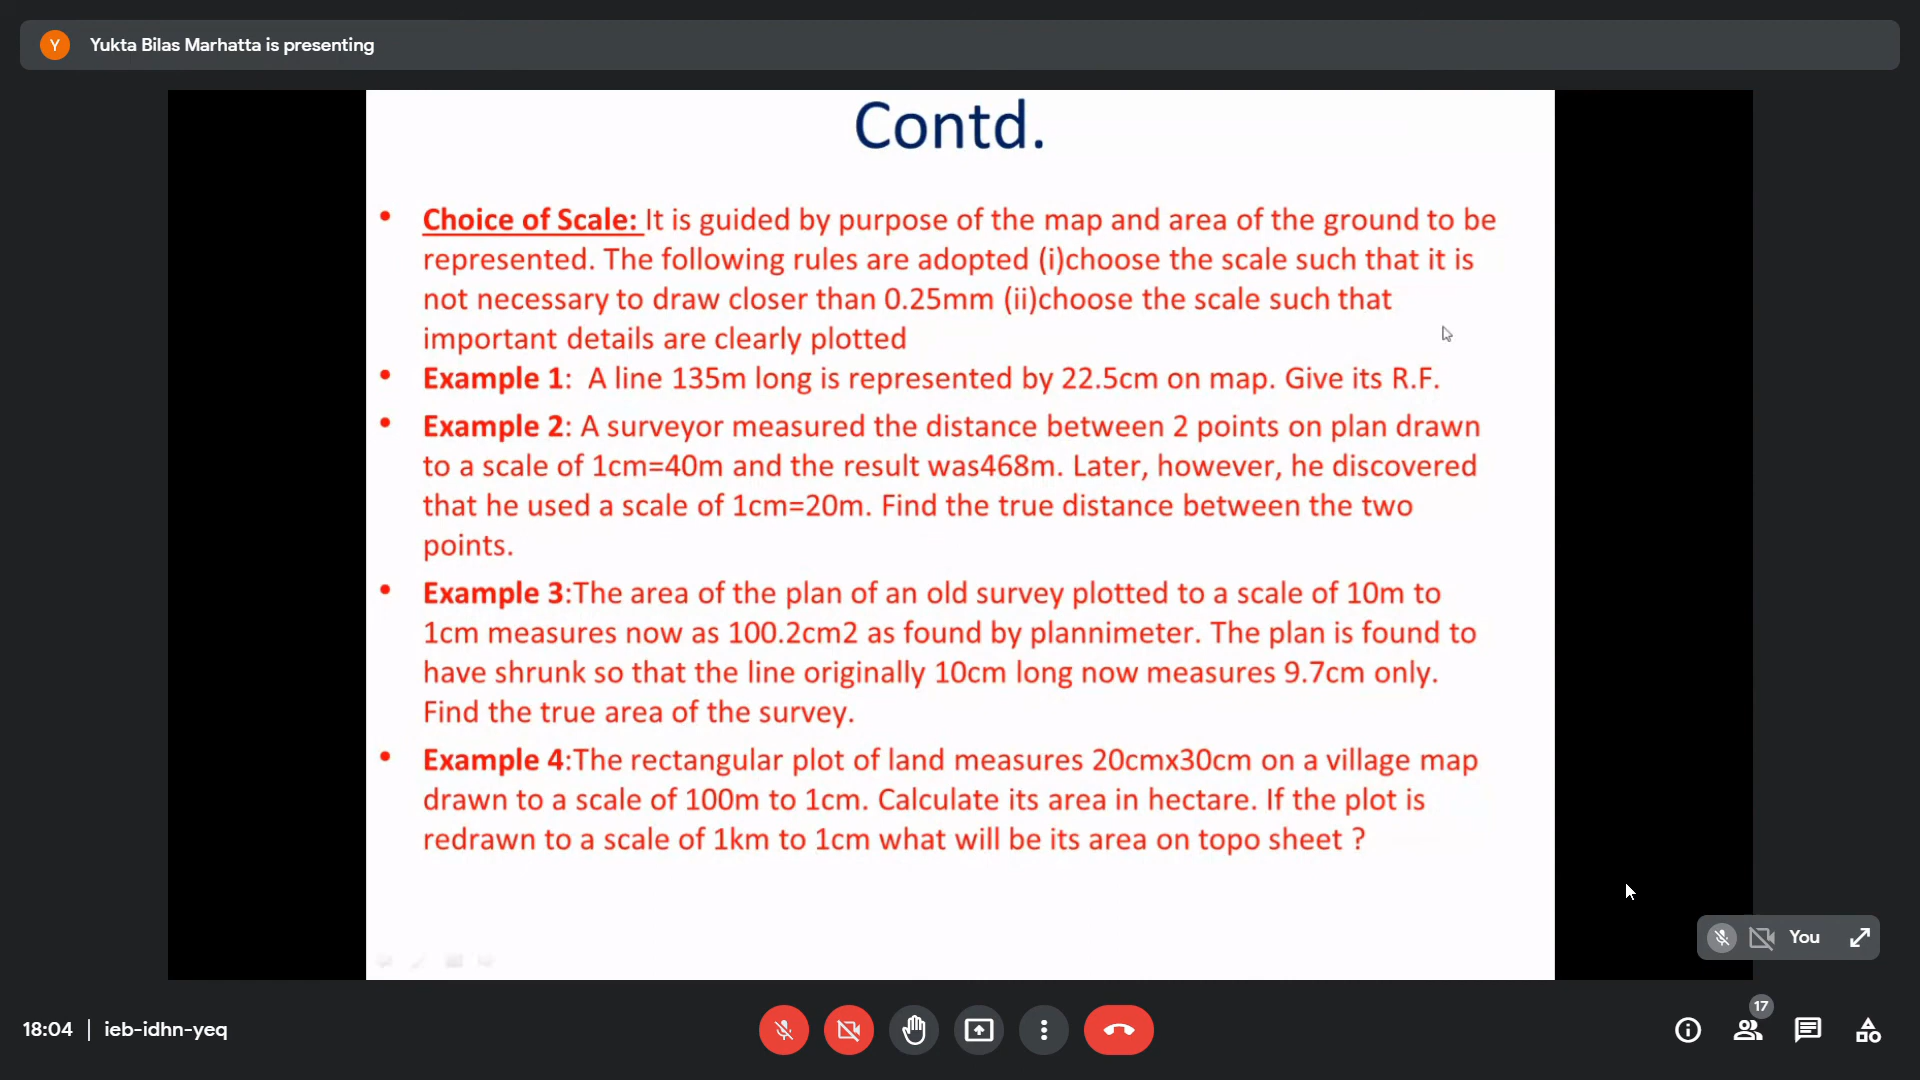 Y
Yukta Bilas Marhatta is presenting
Contd.
• Choice of Scale: It is guided by purpose of the map and area of the ground to be
represented. The following rules are adopted (i)choose the scale such that it is
not necessary to draw closer than 0.25mm (ii)choose the scale such that
important details are clearly plotted
• Example 1:  A line 135m long is represented by 22.5cm on map. Give its R.F.
• Example 2: A surveyor measured the distance between 2 points on plan drawn
to a scale of 1cm=40m and the result was468m. Later, however, he discovered
that he used a scale of 1cm=20m. Find the true distance between the two
points.
• Example 3:The area of the plan of an old survey plotted to a scale of 10m to
1cm measures now as 100.2cm2 as found by plannimeter. The plan is found to
have shrunk so that the line originally 10cm long now measures 9.7cm only.
Find the true area of the survey.
• Example 4:The rectangular plot of land measures 20cmx30cm on a village map
drawn to a scale of 100m to 1cm. Calculate its area in hectare. If the plot is
redrawn to a scale of 1km to 1cm what will be its area on topo sheet ?
You
17
18:04 | ieb-idhn-yeq